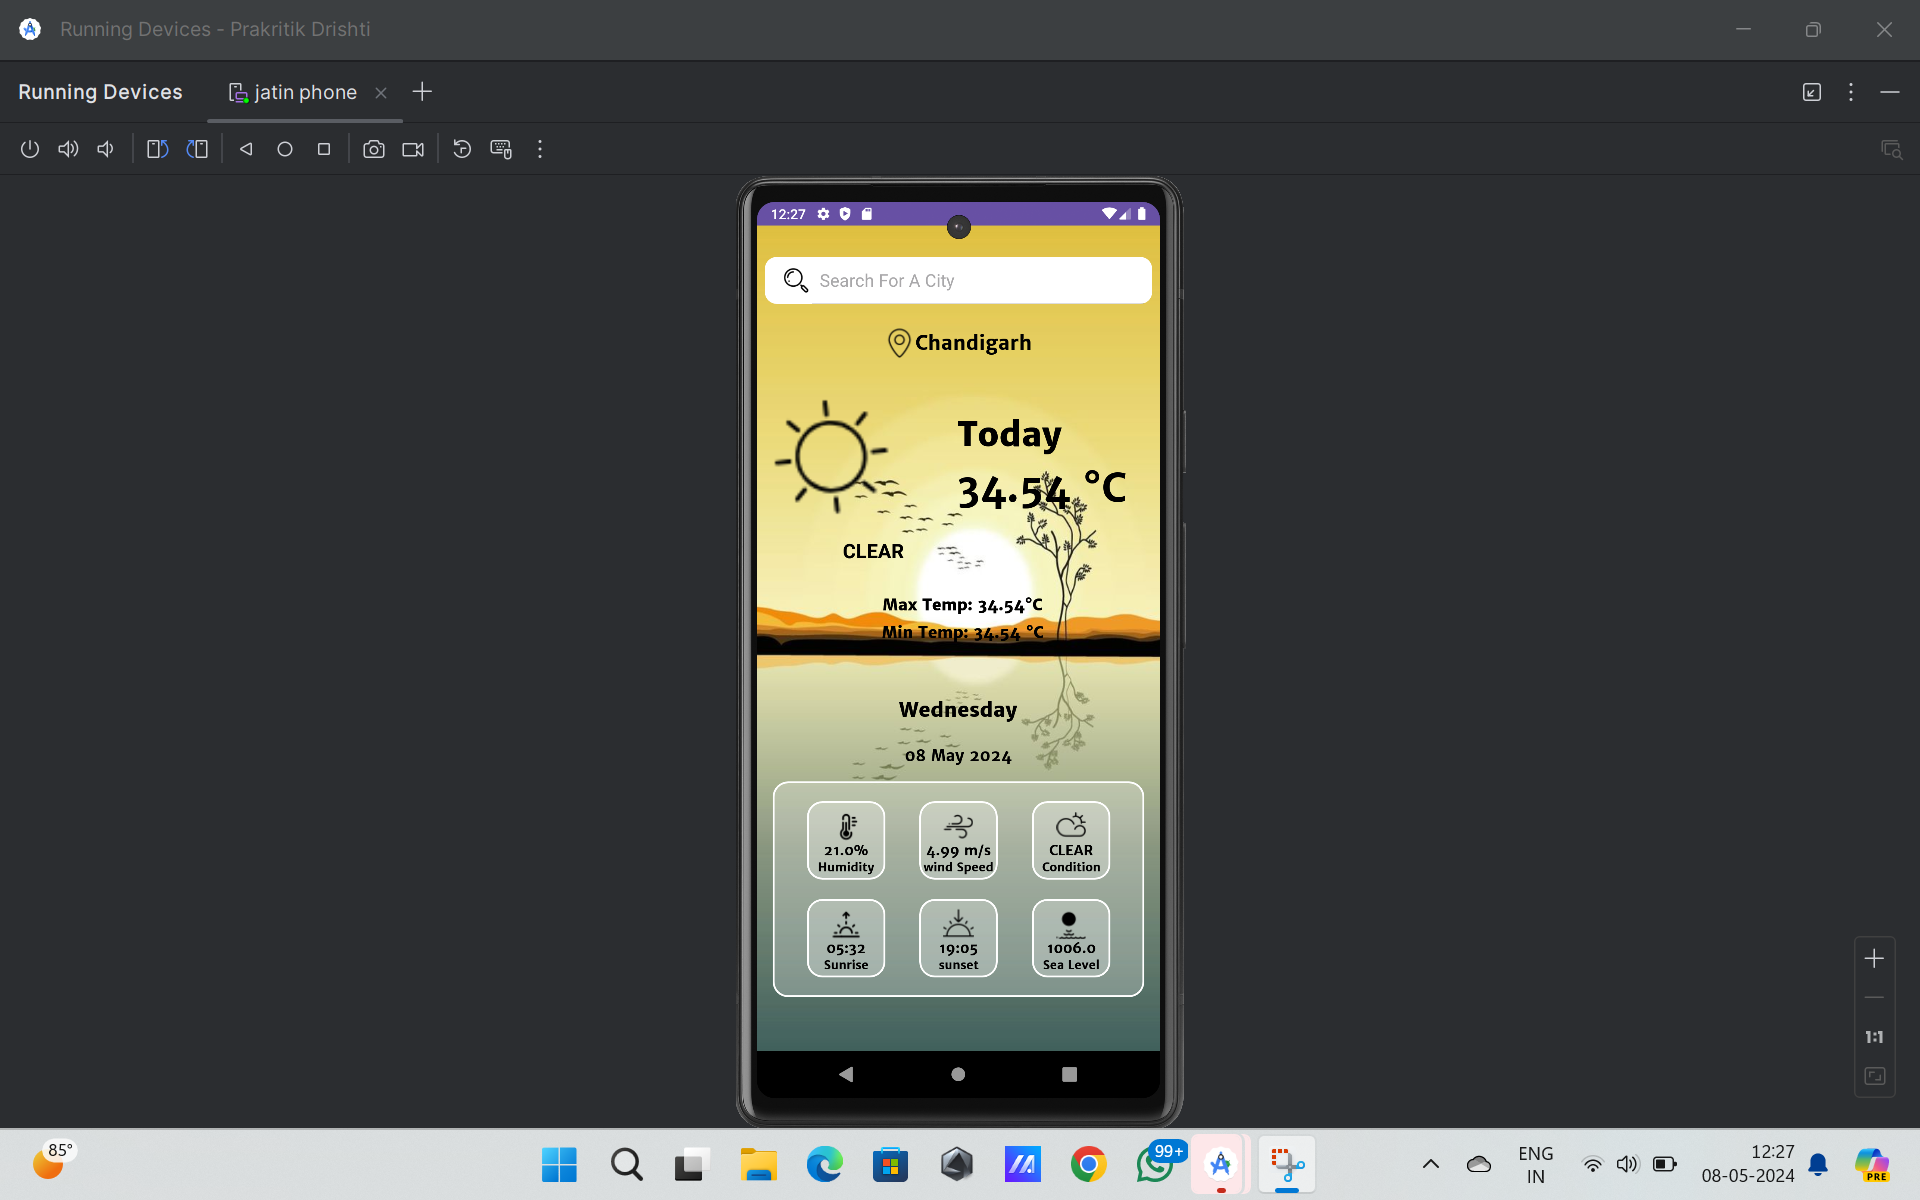 Running Devices - Prakritik Drishti
Running Devices
jatin phone
12:27
Search For A City
Chandigarh
Today
34.54 °C
CLEAR
Max Temp: 34.54°C
Min Temp: 34.54 °C
Wednesday
08 May 2024
21.0%
Humidity
4.99 m/s
wind Speed
CLEAR
Condition
05:32
Sunrise
19:05
sunset
1006.0
Sea Level
1:1
85°
99+
ENG
IN
12:27
08-05-2024
PRE